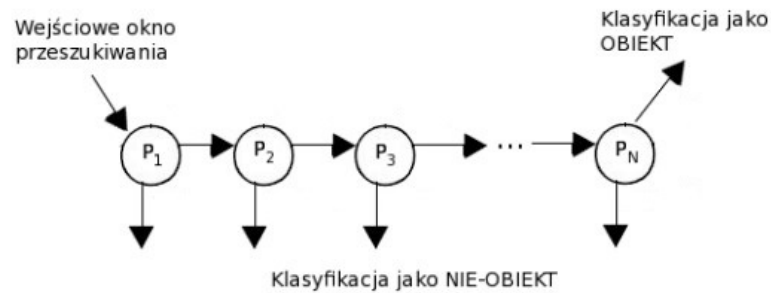 Wejściowe okno
przeszukiwania
Klasyfikacja jako
OBIEKT
P1
P2
P3
...
PN
Klasyfikacja jako NIE-OBIEKT